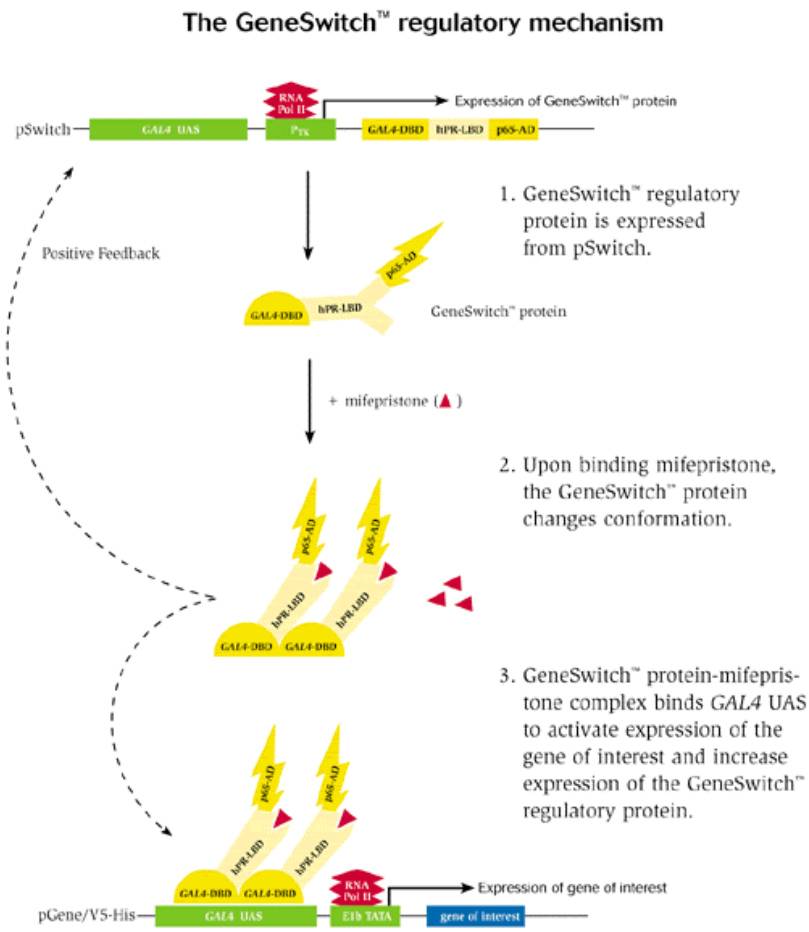 The GeneSwitch™ regulatory mechanism
RNA
Pol II
Expression of GeneSwitch™ protein
pSwitch
GAL4 UAS
PTK
GAL4-DBD
hPR-LBD
p65-AD
1. GeneSwitch™ regulatory
protein is expressed
from pSwitch.
Positive Feedback
p65-AD
hPR-LBD
GAL4-DBD
GeneSwitch™ protein
+ mifepristone ( )
2. Upon binding mifepristone,
the GeneSwitch™ protein
changes conformation.
p65-AD
p65-AD
hPR-LBD
hPR-LBD
GAL4-DBD
GAL4-DBD
3. GeneSwitch™ protein-mifepris-
tone complex binds GAL4 UAS
to activate expression of the
gene of interest and increase
expression of the GeneSwitch™
regulatory protein.
p65-AD
p65-AD
hPR-LBD
hPR-LBD
GAL4-DBD
GAL4-DBD
RNA
Pol II
Expression of gene of interest
pGene/V5-His
GAL4 UAS
E1b TATA
gene of interest